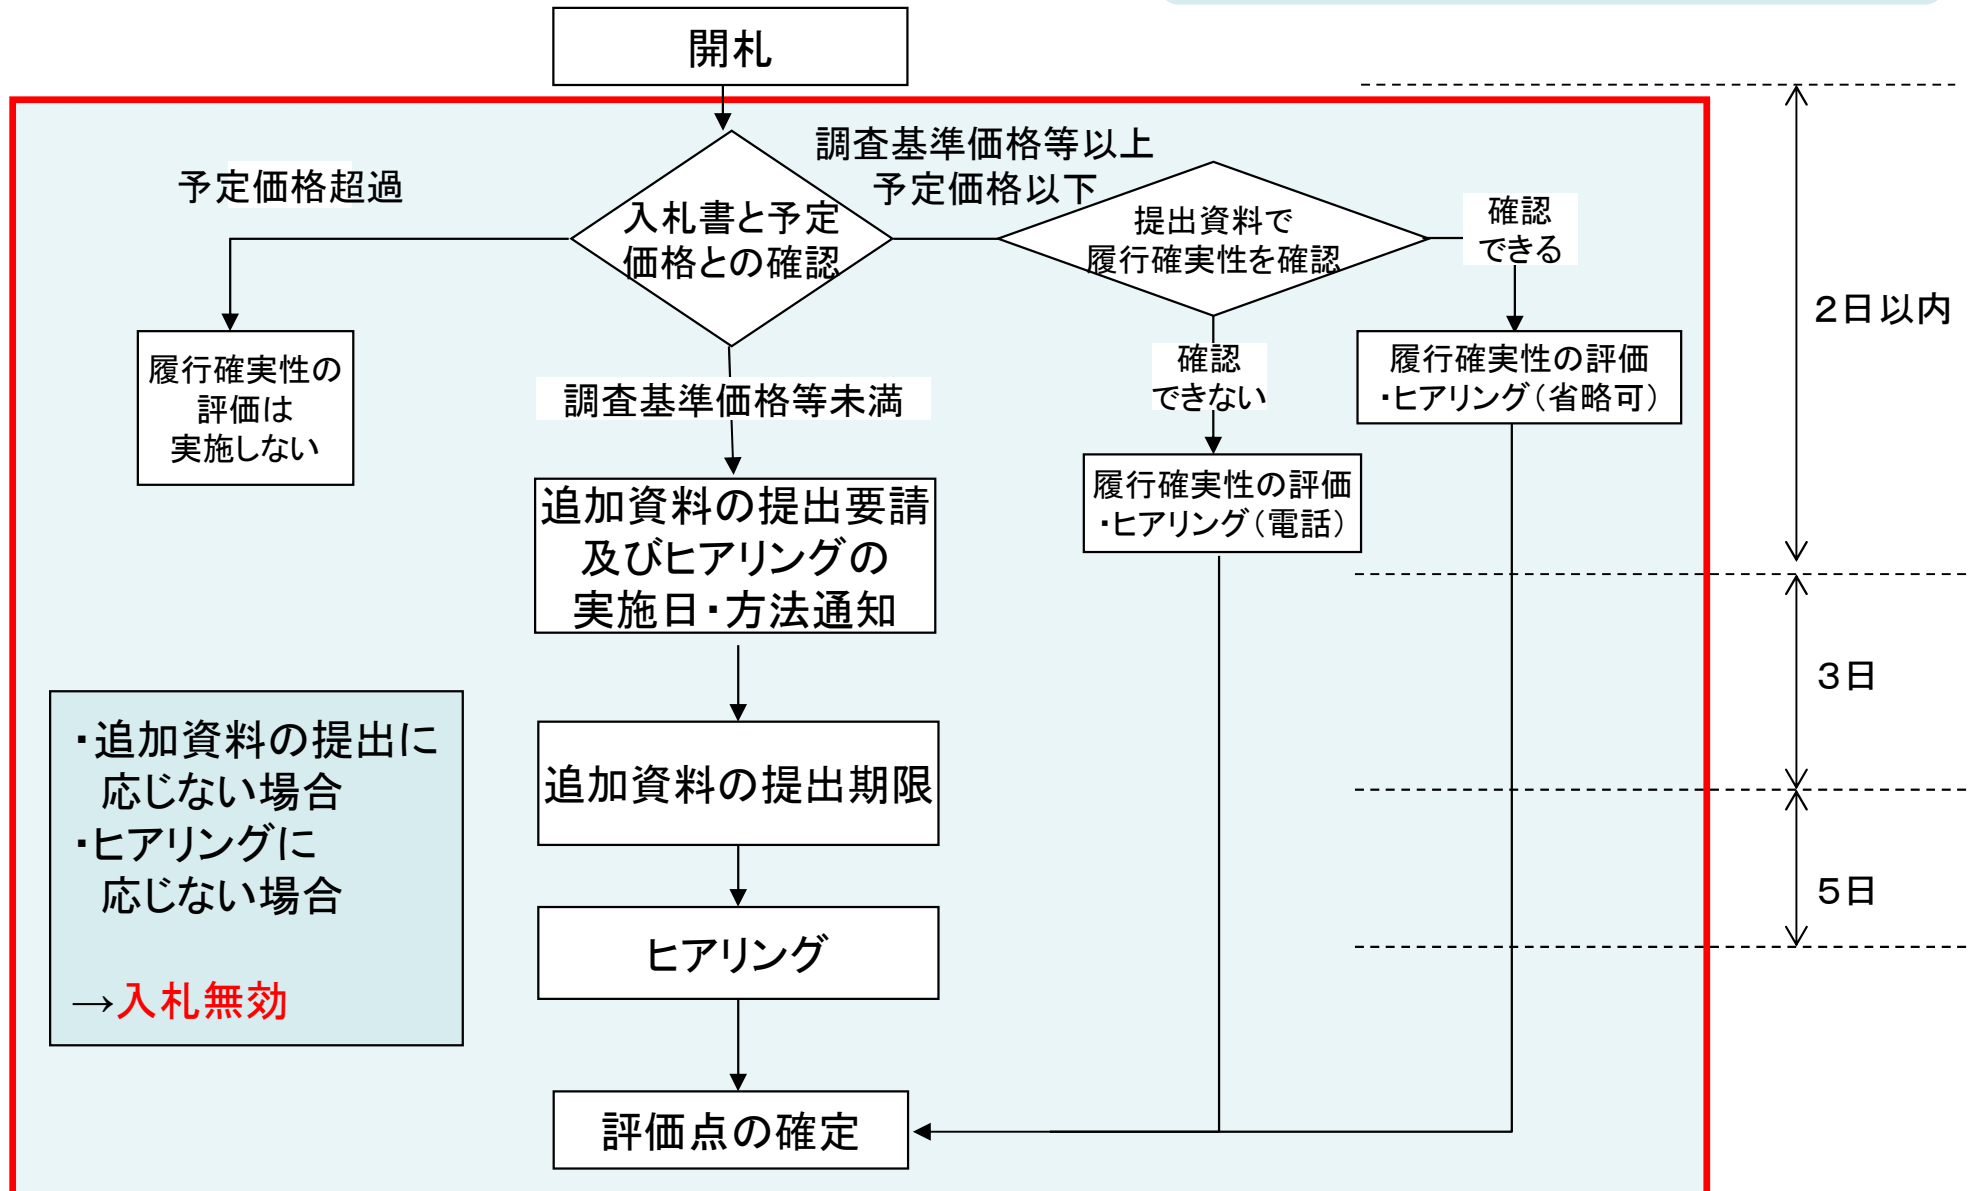 開札
調査基準価格等以上
予定価格以下
予定価格超過
入札書と予定
価格との確認
提出資料で
履行確実性を確認
確認
できる
2日以内
履行確実性の
評価は
実施しない
調査基準価格等未満
確認
できない
履行確実性の評価
・ヒアリング(省略可)
履行確実性の評価
・ヒアリング(電話)
追加資料の提出要請
及びヒアリングの
実施日・方法通知
3日
・追加資料の提出に
応じない場合
・ヒアリングに
応じない場合
→入札無効
追加資料の提出期限
5日
ヒアリング
評価点の確定